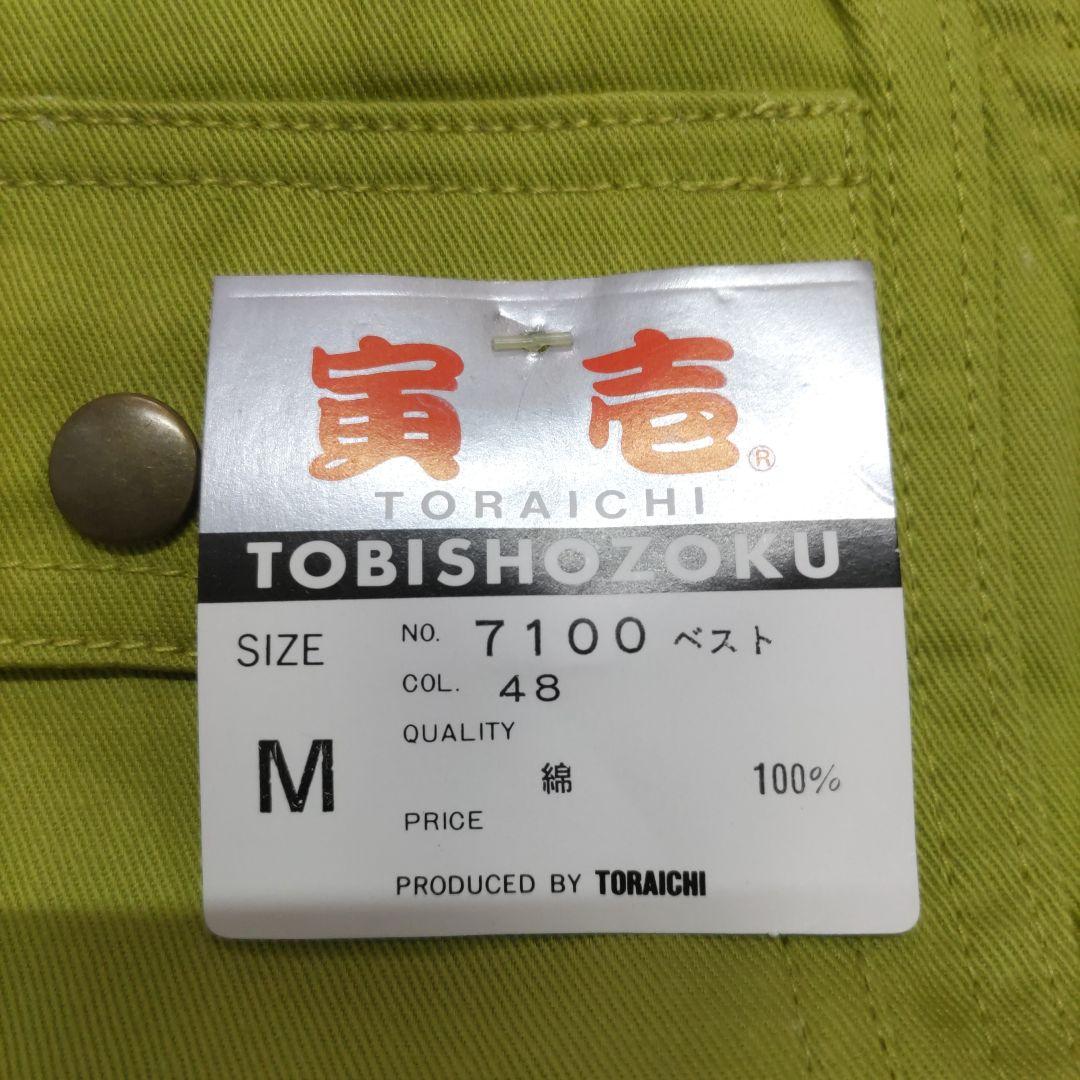 寅壱®
TORAICHI
TOBISHOZOKU
SIZE
M
NO. 7100 ベスト
COL. 48
QUALITY
綿 100%
PRICE
PRODUCED BY TORAICHI